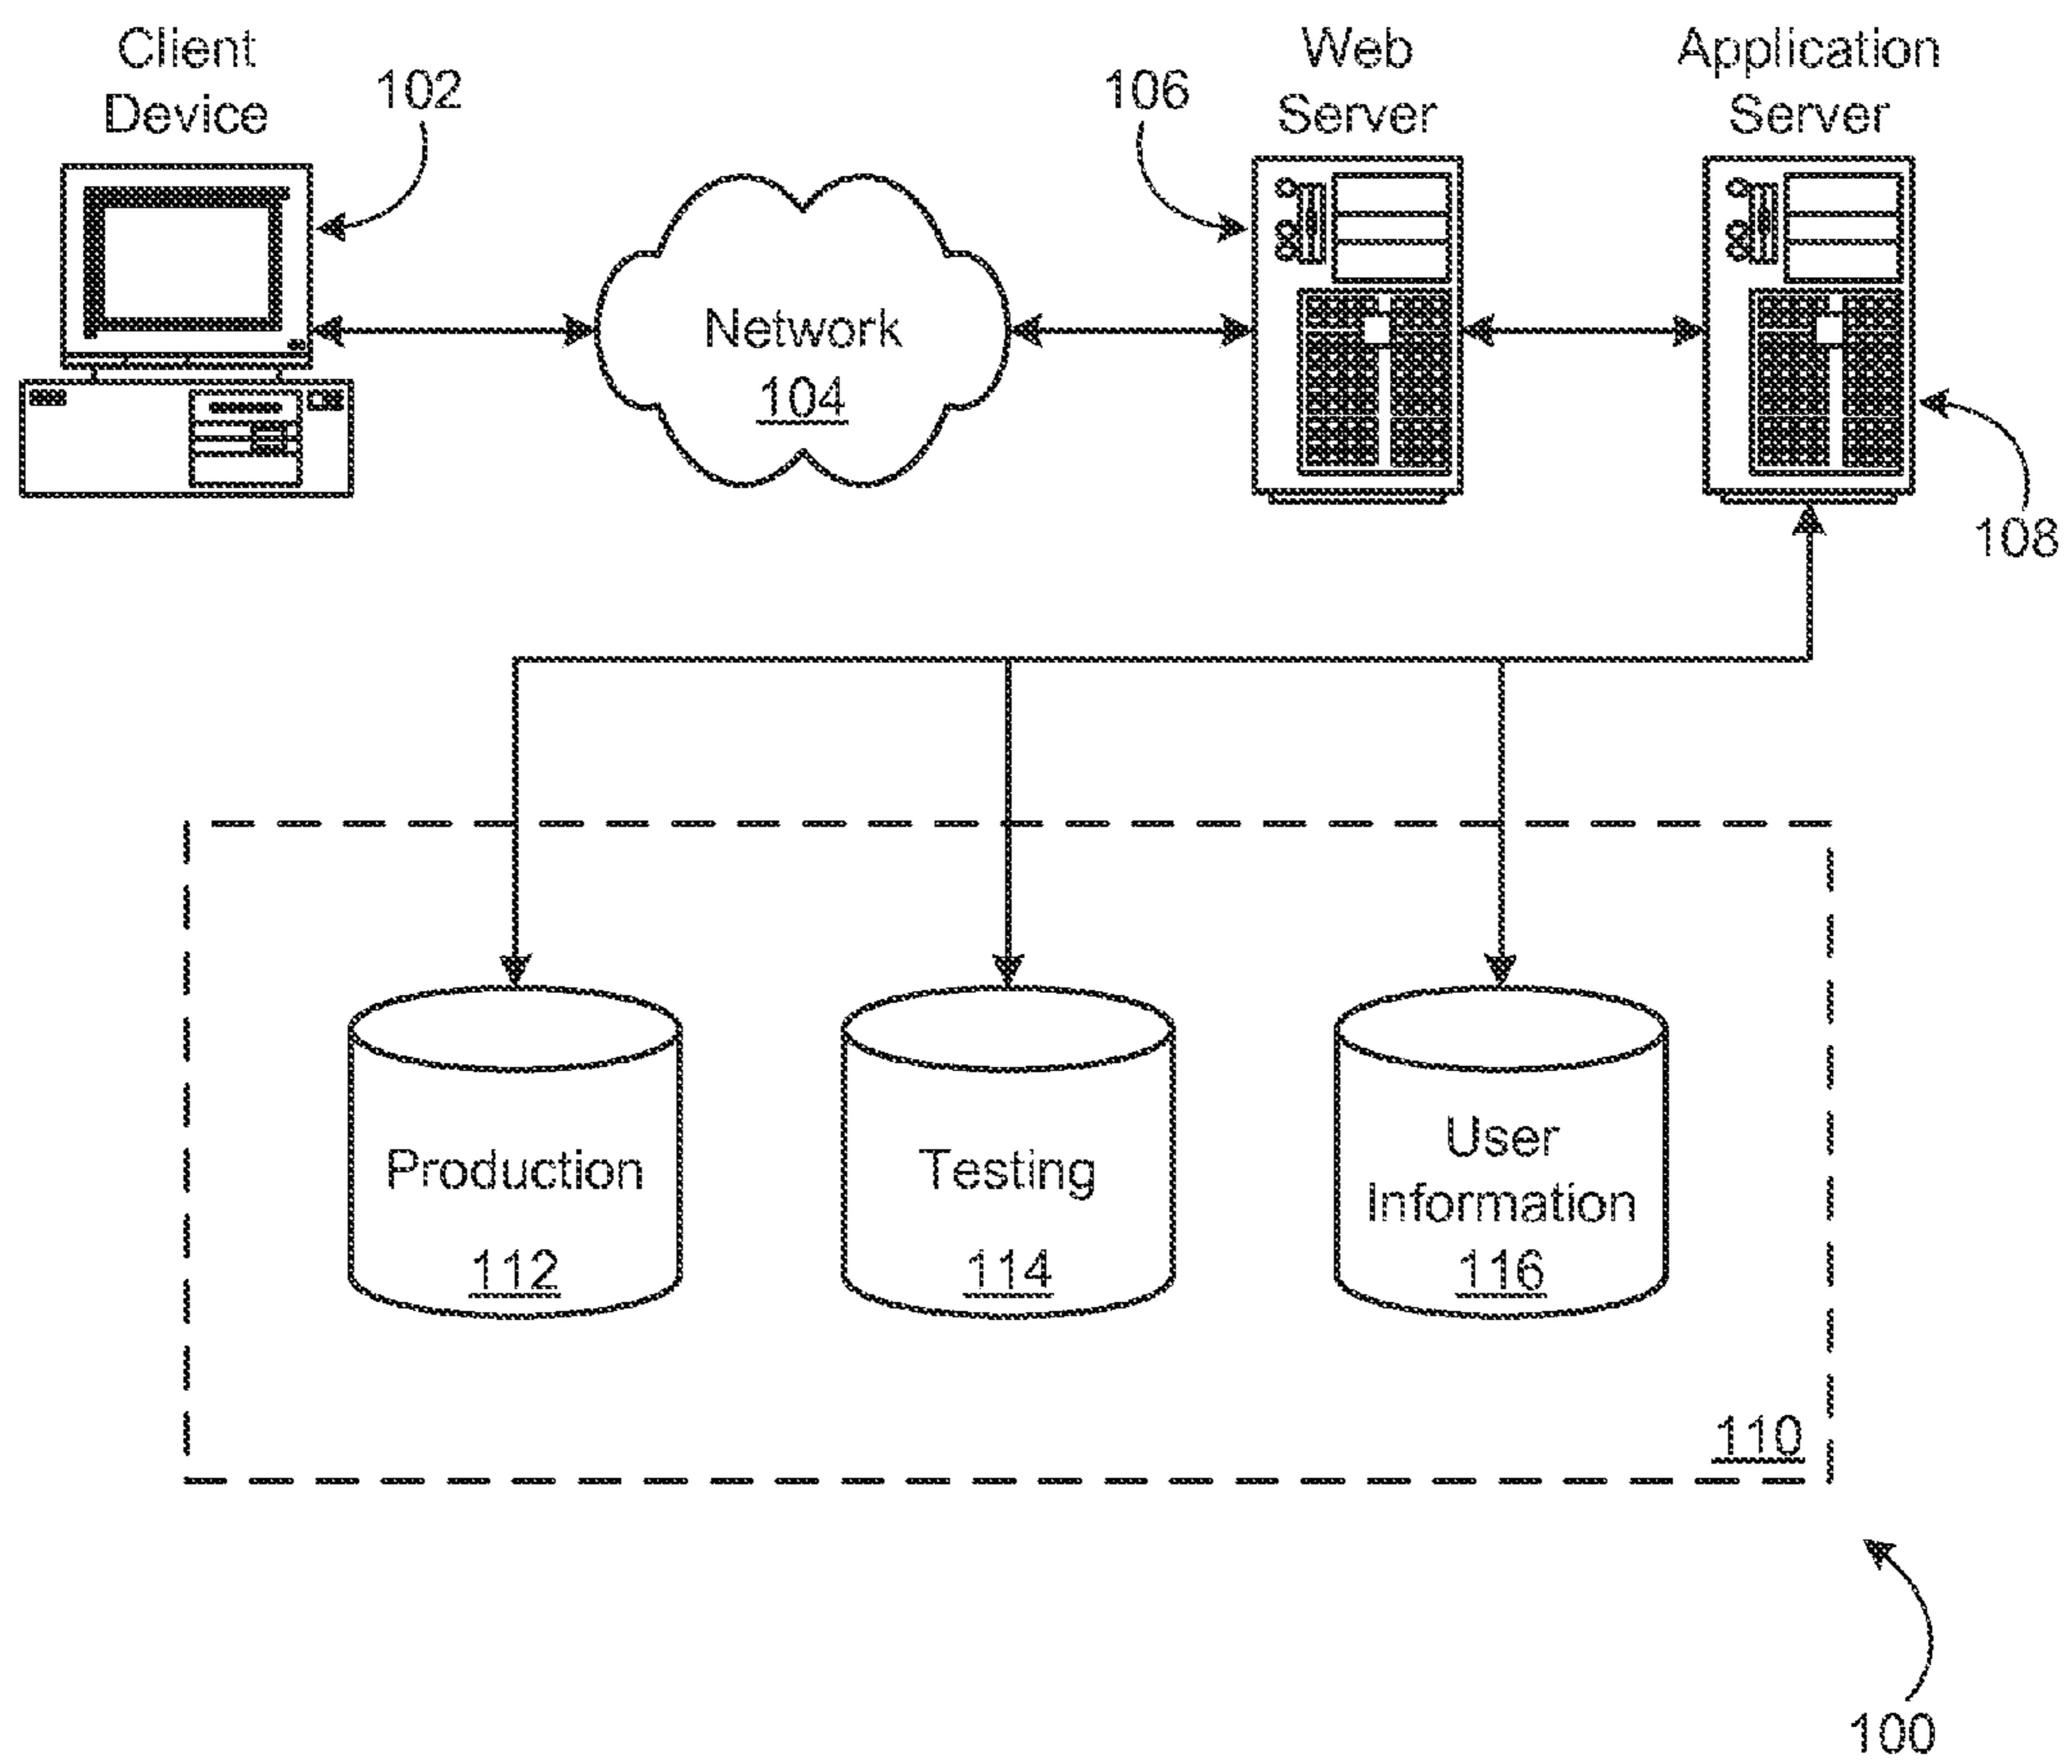 Client
Device
102
Web
Server
106
Application
Server
Network
104
108
Production
112
Testing
114
User
Information
116
110
100